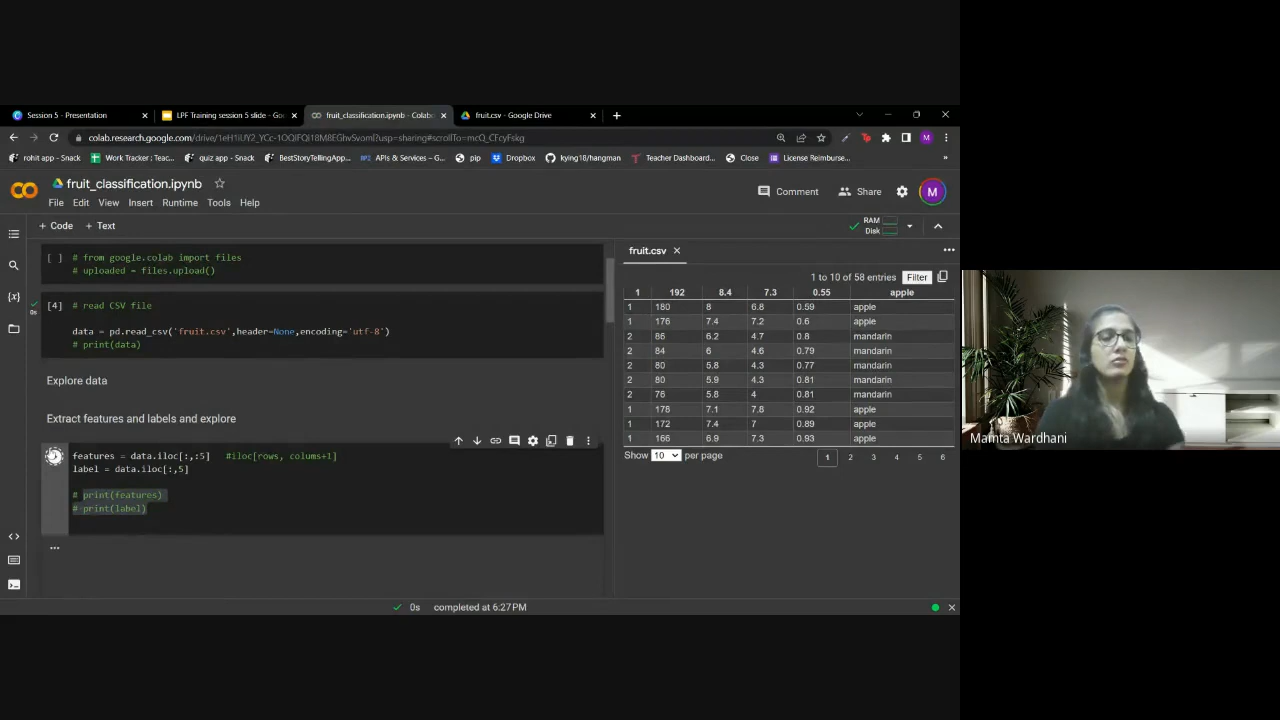 Session 5 - Presentation
LPF Training session 5 slide - Go
fruit_classification.ipynb - Colab
fruit.csv - Google Drive
rohit app - Snack
Work Tracker : Teac...
quiz app - Snack
BestStoryTellingApp...
APIs & Services – G...
pip
Dropbox
kying18/hangman
Teacher Dashboard...
Close
License Reimburse...
fruit_classification.ipynb
File Edit View Insert Runtime Tools Help
Comment
Share
M
+ Code + Text
RAM
Disk
[ ] # from google.colab import files
# uploaded = files.upload()
[4] # read CSV file
0s
data = pd.read_csv('fruit.csv',header=None,encoding='utf-8')
# print(data)
Explore data
Extract features and labels and explore
features = data.iloc[:,:5] #iloc[rows, colums+1]
label = data.iloc[:,5]
# print(features)
# print(label)
...
fruit.csv
1 to 10 of 58 entries Filter
1 192 8.4 7.3 0.55 apple
1 180 8 6.8 0.59 apple
1 176 7.4 7.2 0.6 apple
2 86 6.2 4.7 0.8 mandarin
2 84 6 4.6 0.79 mandarin
2 80 5.8 4.3 0.77 mandarin
2 80 5.9 4.3 0.81 mandarin
2 76 5.8 4 0.81 mandarin
1 178 7.1 7.8 0.92 apple
1 172 7.4 7 0.89 apple
1 166 6.9 7.3 0.93 apple
Show 10 per page
1 2 3 4 5 6
0s completed at 6:27 PM
Mamta Wardhani